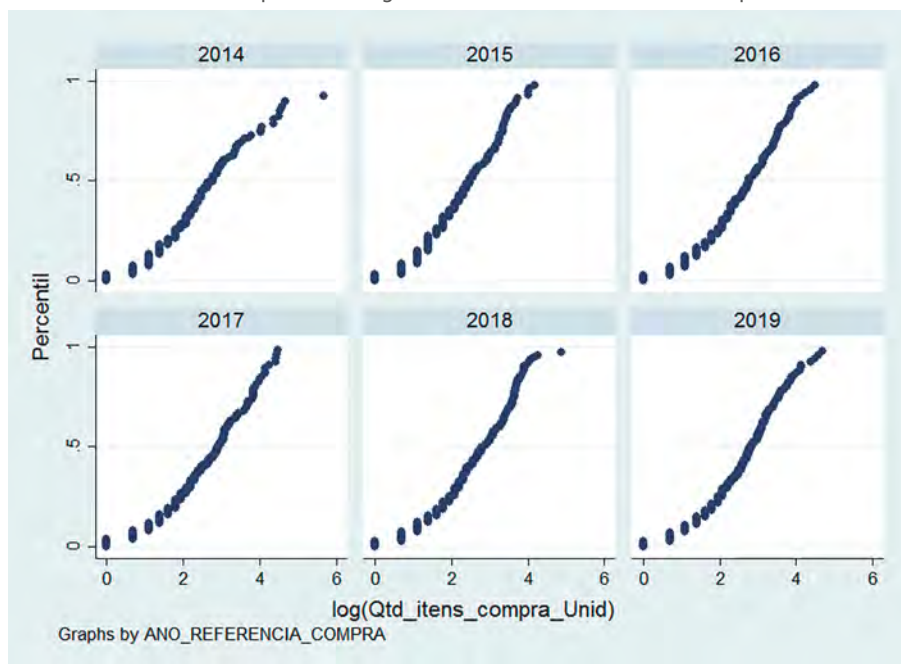 2014 2015 2016
Percentil
0 .5 1
2017 2018 2019
0 .5 1
0 2 4 6 0 2 4 6 0 2 4 6
log(Qtd_itens_compra_Unid)
Graphs by ANO_REFERENCIA_COMPRA